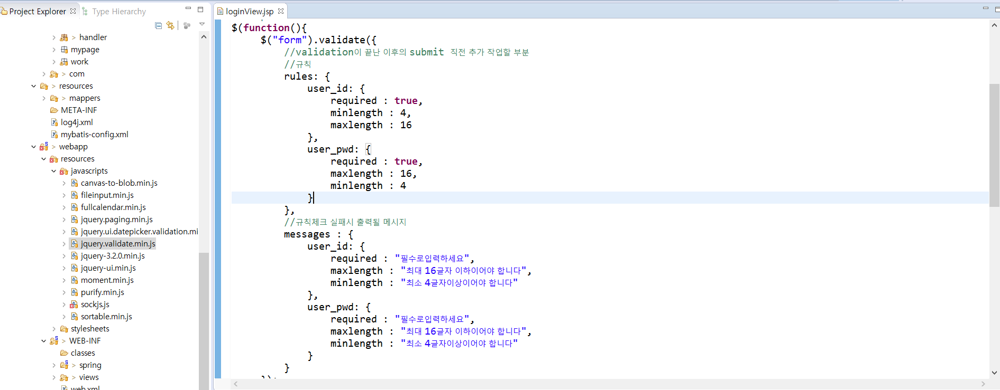 Project Explorer
Type Hierarchy
> handler
mypage
> work
> com
> resources
> mappers
META-INF
log4j.xml
mybatis-config.xml
> webapp
resources
javascripts
canvas-to-blob.min.js
fileinput.min.js
fullcalendar.min.js
jquery.paging.min.js
jquery.ui.datepicker.validation.mi
jquery.validate.min.js
jquery-3.2.0.min.js
jquery-ui.min.js
moment.min.js
purify.min.js
sockjs.js
sortable.min.js
stylesheets
> WEB-INF
classes
> spring
> views
web.xml
loginView.jsp
$(function(){
$("form").validate({
//validation이 끝난 이후의 submit 직전 추가 작업할 부분
//규칙
rules: {
user_id: {
required : true,
minlength : 4,
maxlength : 16
},
user_pwd: {
required : true,
maxlength : 16,
minlength : 4
}
},
//규칙체크 실패시 출력될 메시지
messages : {
user_id: {
required : "필수로입력하세요",
maxlength : "최대 16글자 이하이어야 합니다",
minlength : "최소 4글자이상이어야 합니다"
},
user_pwd: {
required : "필수로입력하세요",
maxlength : "최대 16글자 이하이어야 합니다",
minlength : "최소 4글자이상이어야 합니다"
}
}
});